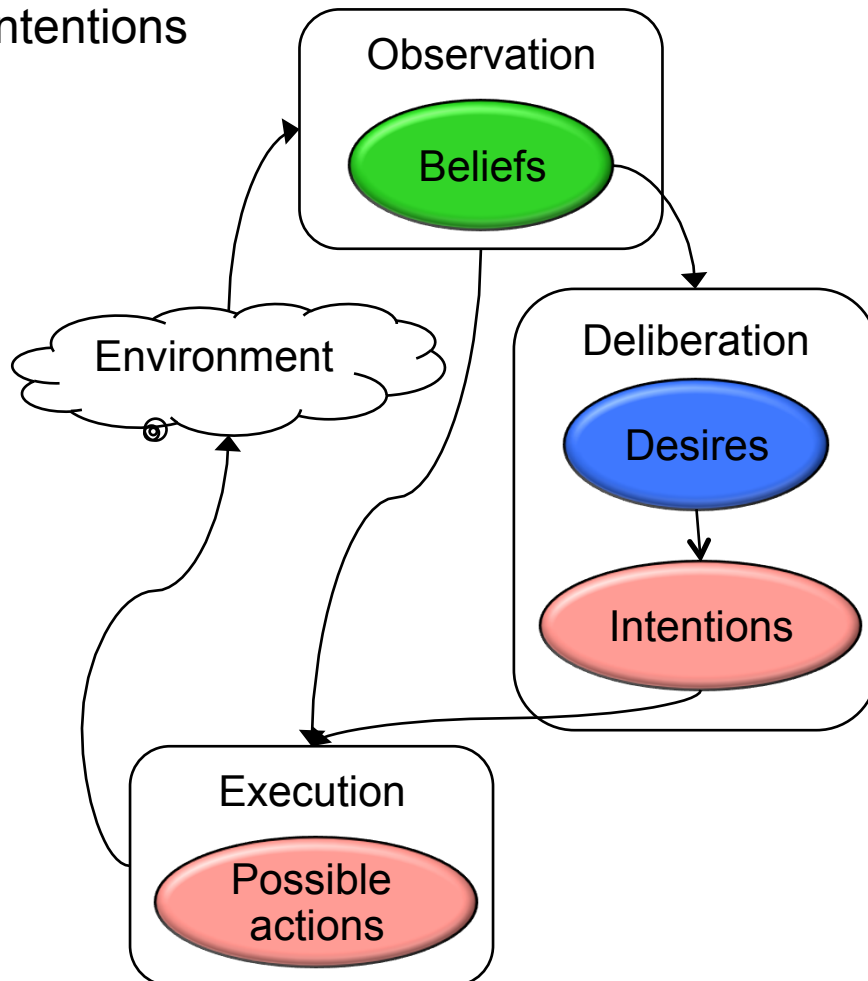 ntentions
Observation
Beliefs
Environment
Deliberation
Desires
Intentions
Execution
Possible
actions